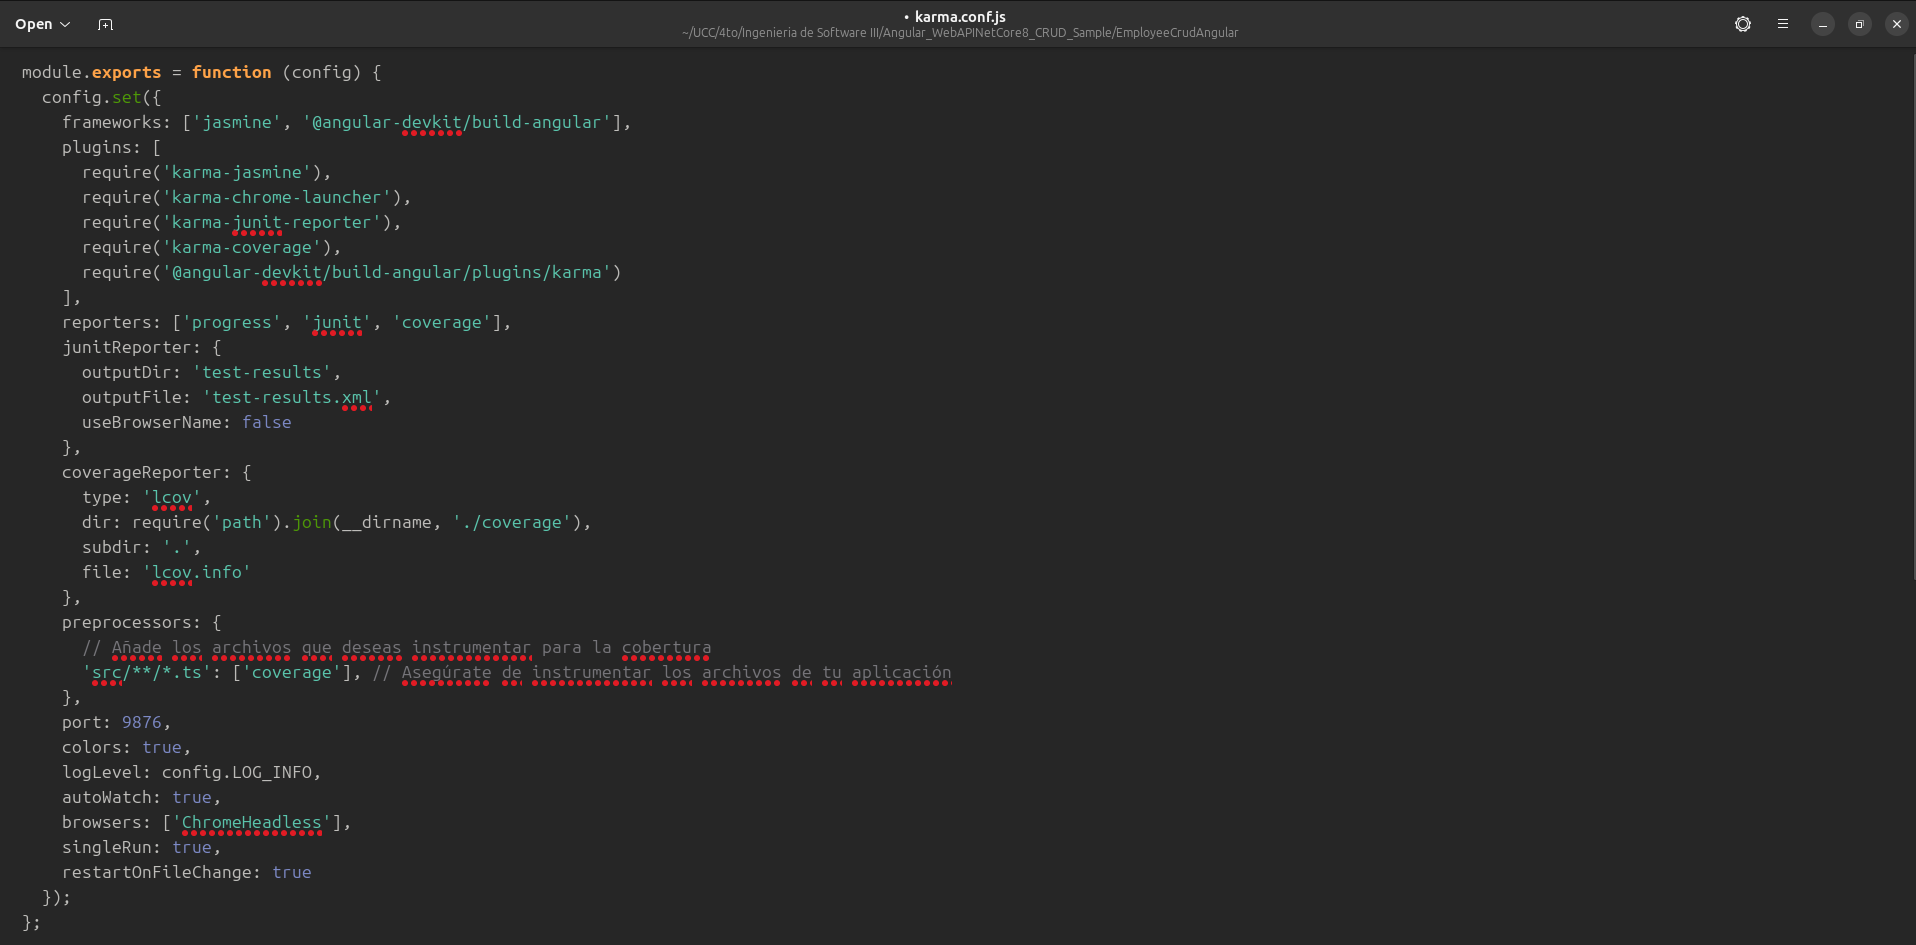 Open
• karma.conf.js
~/UCC/4to/Ingenieria de Software III/Angular_WebAPINetCore8_CRUD_Sample/EmployeeCrudAngular
module.exports = function (config) {
  config.set({
    frameworks: ['jasmine', '@angular-devkit/build-angular'],
    plugins: [
      require('karma-jasmine'),
      require('karma-chrome-launcher'),
      require('karma-junit-reporter'),
      require('karma-coverage'),
      require('@angular-devkit/build-angular/plugins/karma')
    ],
    reporters: ['progress', 'junit', 'coverage'],
    junitReporter: {
      outputDir: 'test-results',
      outputFile: 'test-results.xml',
      useBrowserName: false
    },
    coverageReporter: {
      type: 'lcov',
      dir: require('path').join(__dirname, './coverage'),
      subdir: '.',
      file: 'lcov.info'
    },
    preprocessors: {
      // Añade los archivos que deseas instrumentar para la cobertura
      'src/**/*.ts': ['coverage'], // Asegúrate de instrumentar los archivos de tu aplicación
    },
    port: 9876,
    colors: true,
    logLevel: config.LOG_INFO,
    autoWatch: true,
    browsers: ['ChromeHeadless'],
    singleRun: true,
    restartOnFileChange: true
  });
};